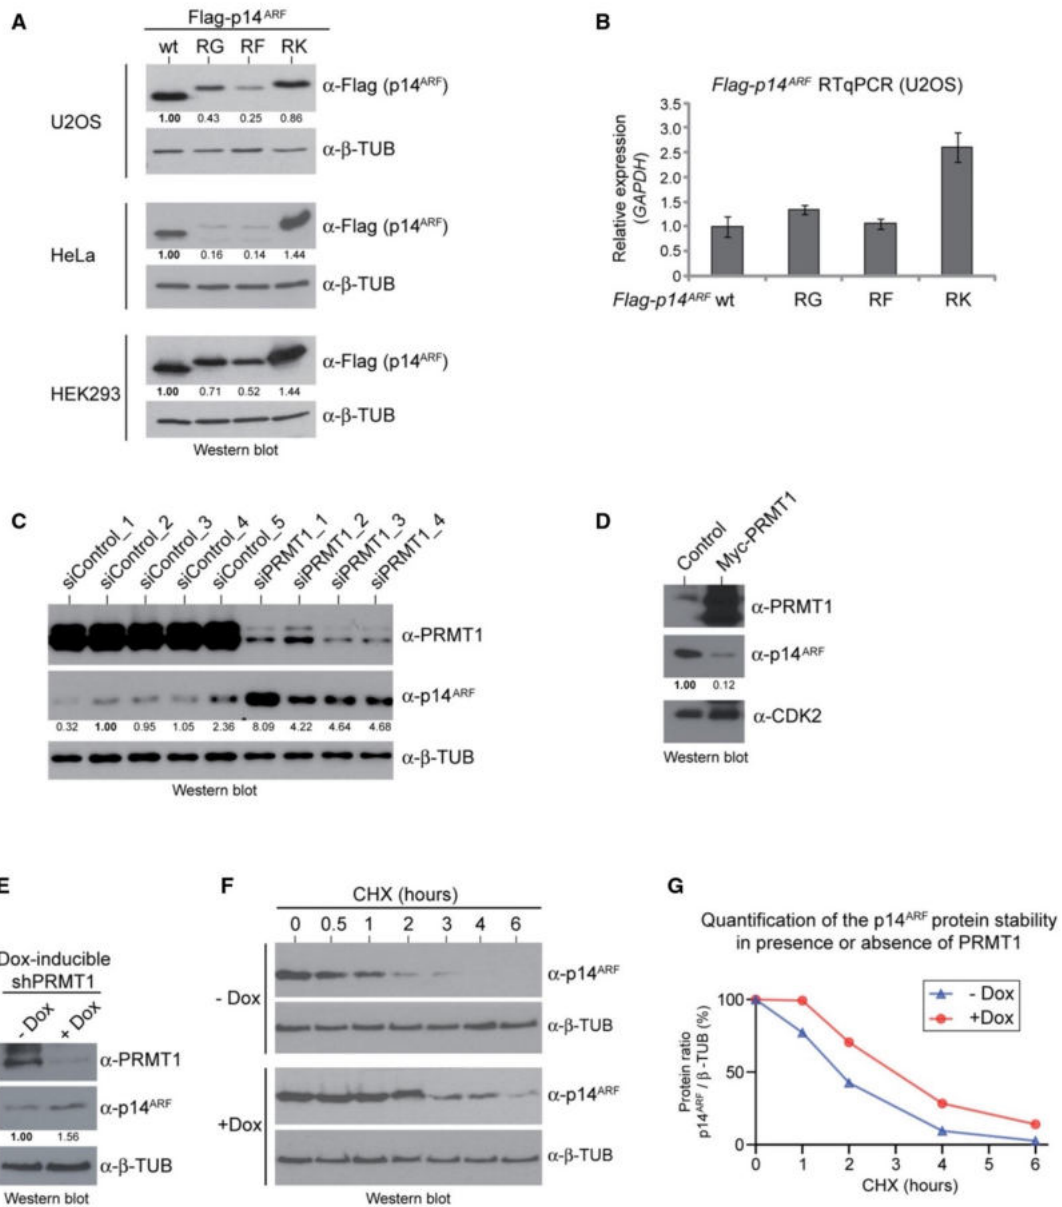 A
Flag-p14ARF
wt RG RF RK
U2OS
α-Flag (p14ARF)
1.00 0.43 0.25 0.86
α-β-TUB
HeLa
α-Flag (p14ARF)
1.00 0.16 0.14 1.44
α-β-TUB
HEK293
α-Flag (p14ARF)
1.00 0.71 0.52 1.44
α-β-TUB
Western blot
B
Flag-p14ARF RTqPCR (U2OS)
Relative expression
(GAPDH)
3.5
3.0
2.5
2.0
1.5
1.0
0.5
0
Flag-p14ARF wt RG RF RK
C
siControl_1 siControl_2 siControl_3 siControl_4 siControl_5 siPRMT1_1 siPRMT1_2 siPRMT1_3 siPRMT1_4
α-PRMT1
α-p14ARF
0.32 1.00 0.95 1.05 2.36 8.09 4.22 4.64 4.68
α-β-TUB
Western blot
D
Control Myc-PRMT1
α-PRMT1
α-p14ARF
1.00 0.12
α-CDK2
Western blot
E
Dox-inducible
shPRMT1
- Dox + Dox
α-PRMT1
α-p14ARF
1.00 1.56
α-β-TUB
Western blot
F
CHX (hours)
0 0.5 1 2 3 4 6
- Dox
α-p14ARF
α-β-TUB
+Dox
α-p14ARF
α-β-TUB
Western blot
G
Quantification of the p14ARF protein stability
in presence or absence of PRMT1
- Dox
+Dox
Protein ratio
p14ARF / β -TUB (%)
100
50
0
0 1 2 3 4 5 6
CHX (hours)